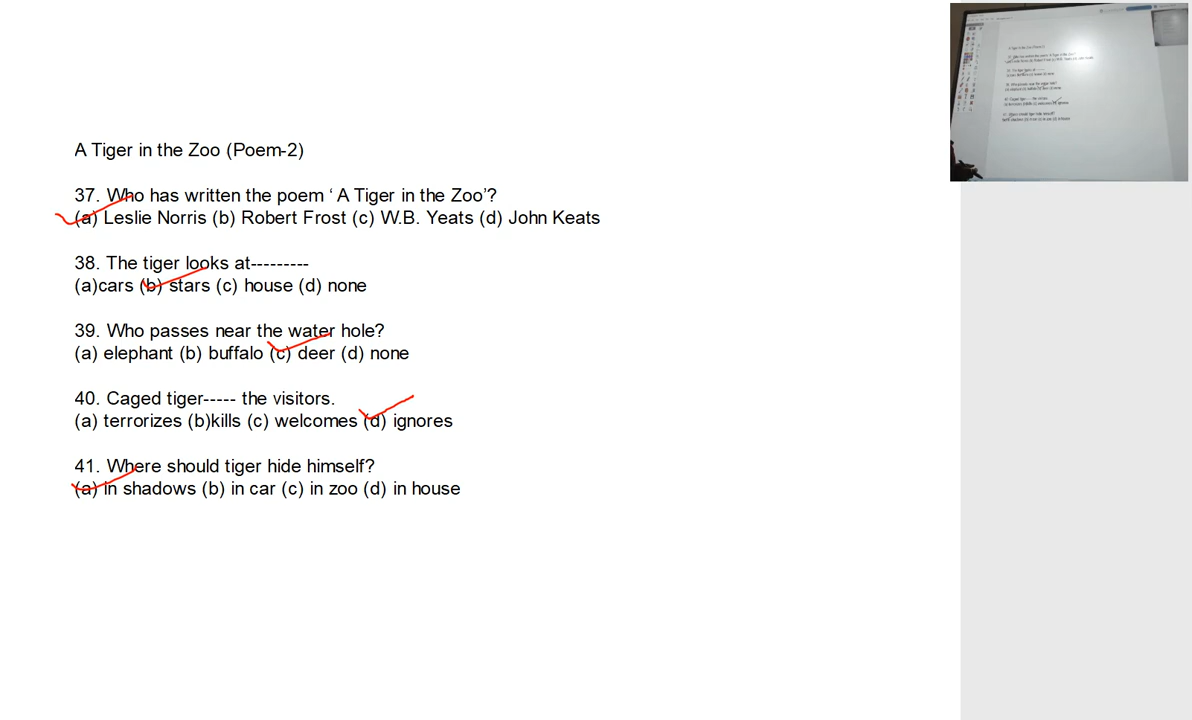 A Tiger in the Zoo (Poem-2)
37. Who has written the poem ‘ A Tiger in the Zoo’?
(a) Leslie Norris (b) Robert Frost (c) W.B. Yeats (d) John Keats
38. The tiger looks at---------
(a)cars (b) stars (c) house (d) none
39. Who passes near the water hole?
(a) elephant (b) buffalo (c) deer (d) none
40. Caged tiger----- the visitors.
(a) terrorizes (b)kills (c) welcomes (d) ignores
41. Where should tiger hide himself?
(a) in shadows (b) in car (c) in zoo (d) in house